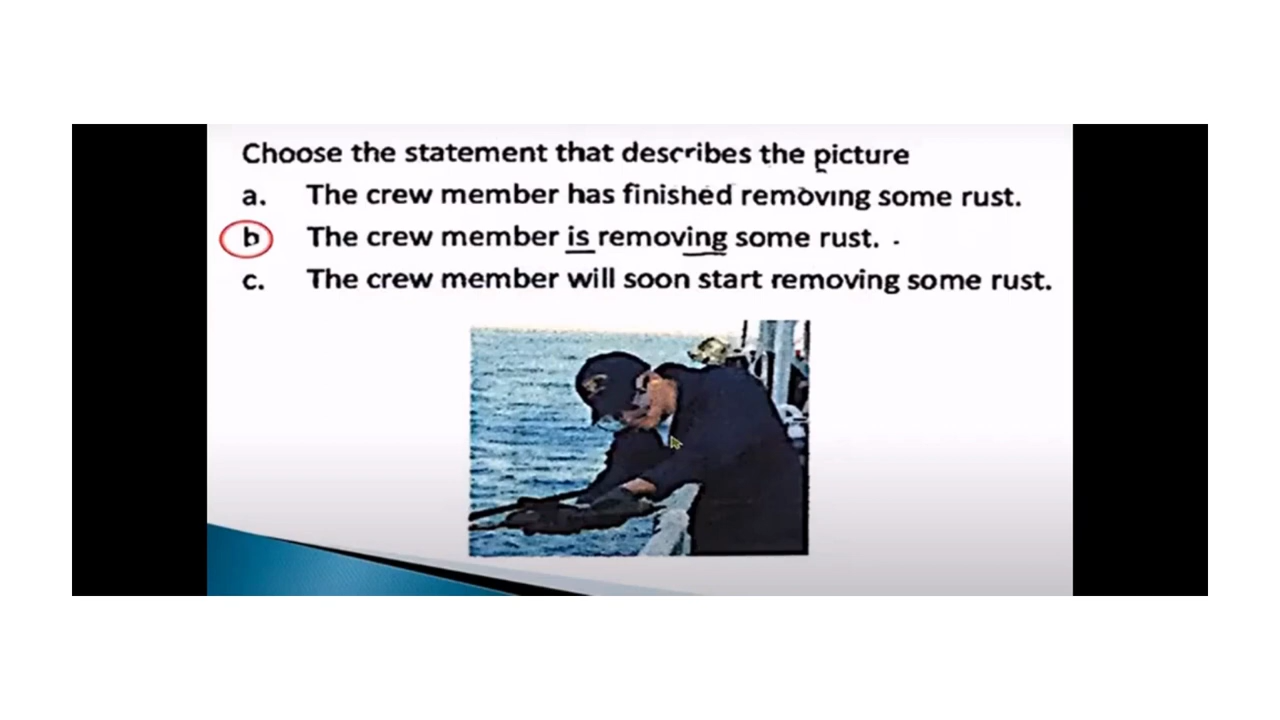 Choose the statement that describes the picture
a. The crew member has finished removing some rust.
b The crew member is removing some rust.
c. The crew member will soon start removing some rust.